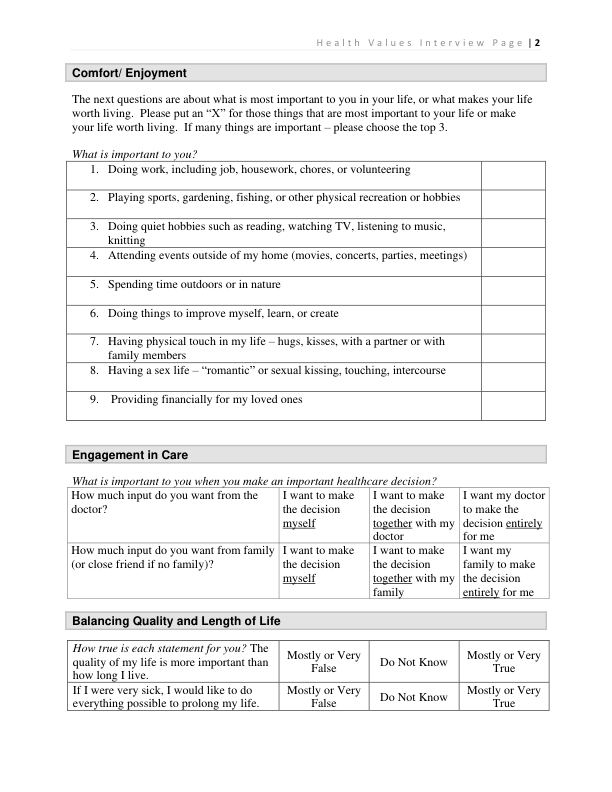 Health Values Interview Page | 2
Comfort/ Enjoyment
The next questions are about what is most important to you in your life, or what makes your life
worth living.  Please put an “X” for those things that are most important to your life or make
your life worth living.  If many things are important – please choose the top 3.
What is important to you?
1. Doing work, including job, housework, chores, or volunteering
2. Playing sports, gardening, fishing, or other physical recreation or hobbies
3. Doing quiet hobbies such as reading, watching TV, listening to music,
knitting
4. Attending events outside of my home (movies, concerts, parties, meetings)
5. Spending time outdoors or in nature
6. Doing things to improve myself, learn, or create
7. Having physical touch in my life – hugs, kisses, with a partner or with
family members
8. Having a sex life – “romantic” or sexual kissing, touching, intercourse
9. Providing financially for my loved ones
Engagement in Care
What is important to you when you make an important healthcare decision?
How much input do you want from the
doctor?
I want to make
the decision
myself
I want to make
the decision
together with my
doctor
I want my doctor
to make the
decision entirely
for me
How much input do you want from family
(or close friend if no family)?
I want to make
the decision
myself
I want to make
the decision
together with my
family
I want my
family to make
the decision
entirely for me
Balancing Quality and Length of Life
How true is each statement for you? The
quality of my life is more important than
how long I live.
Mostly or Very
False
Do Not Know
Mostly or Very
True
If I were very sick, I would like to do
everything possible to prolong my life.
Mostly or Very
False
Do Not Know
Mostly or Very
True